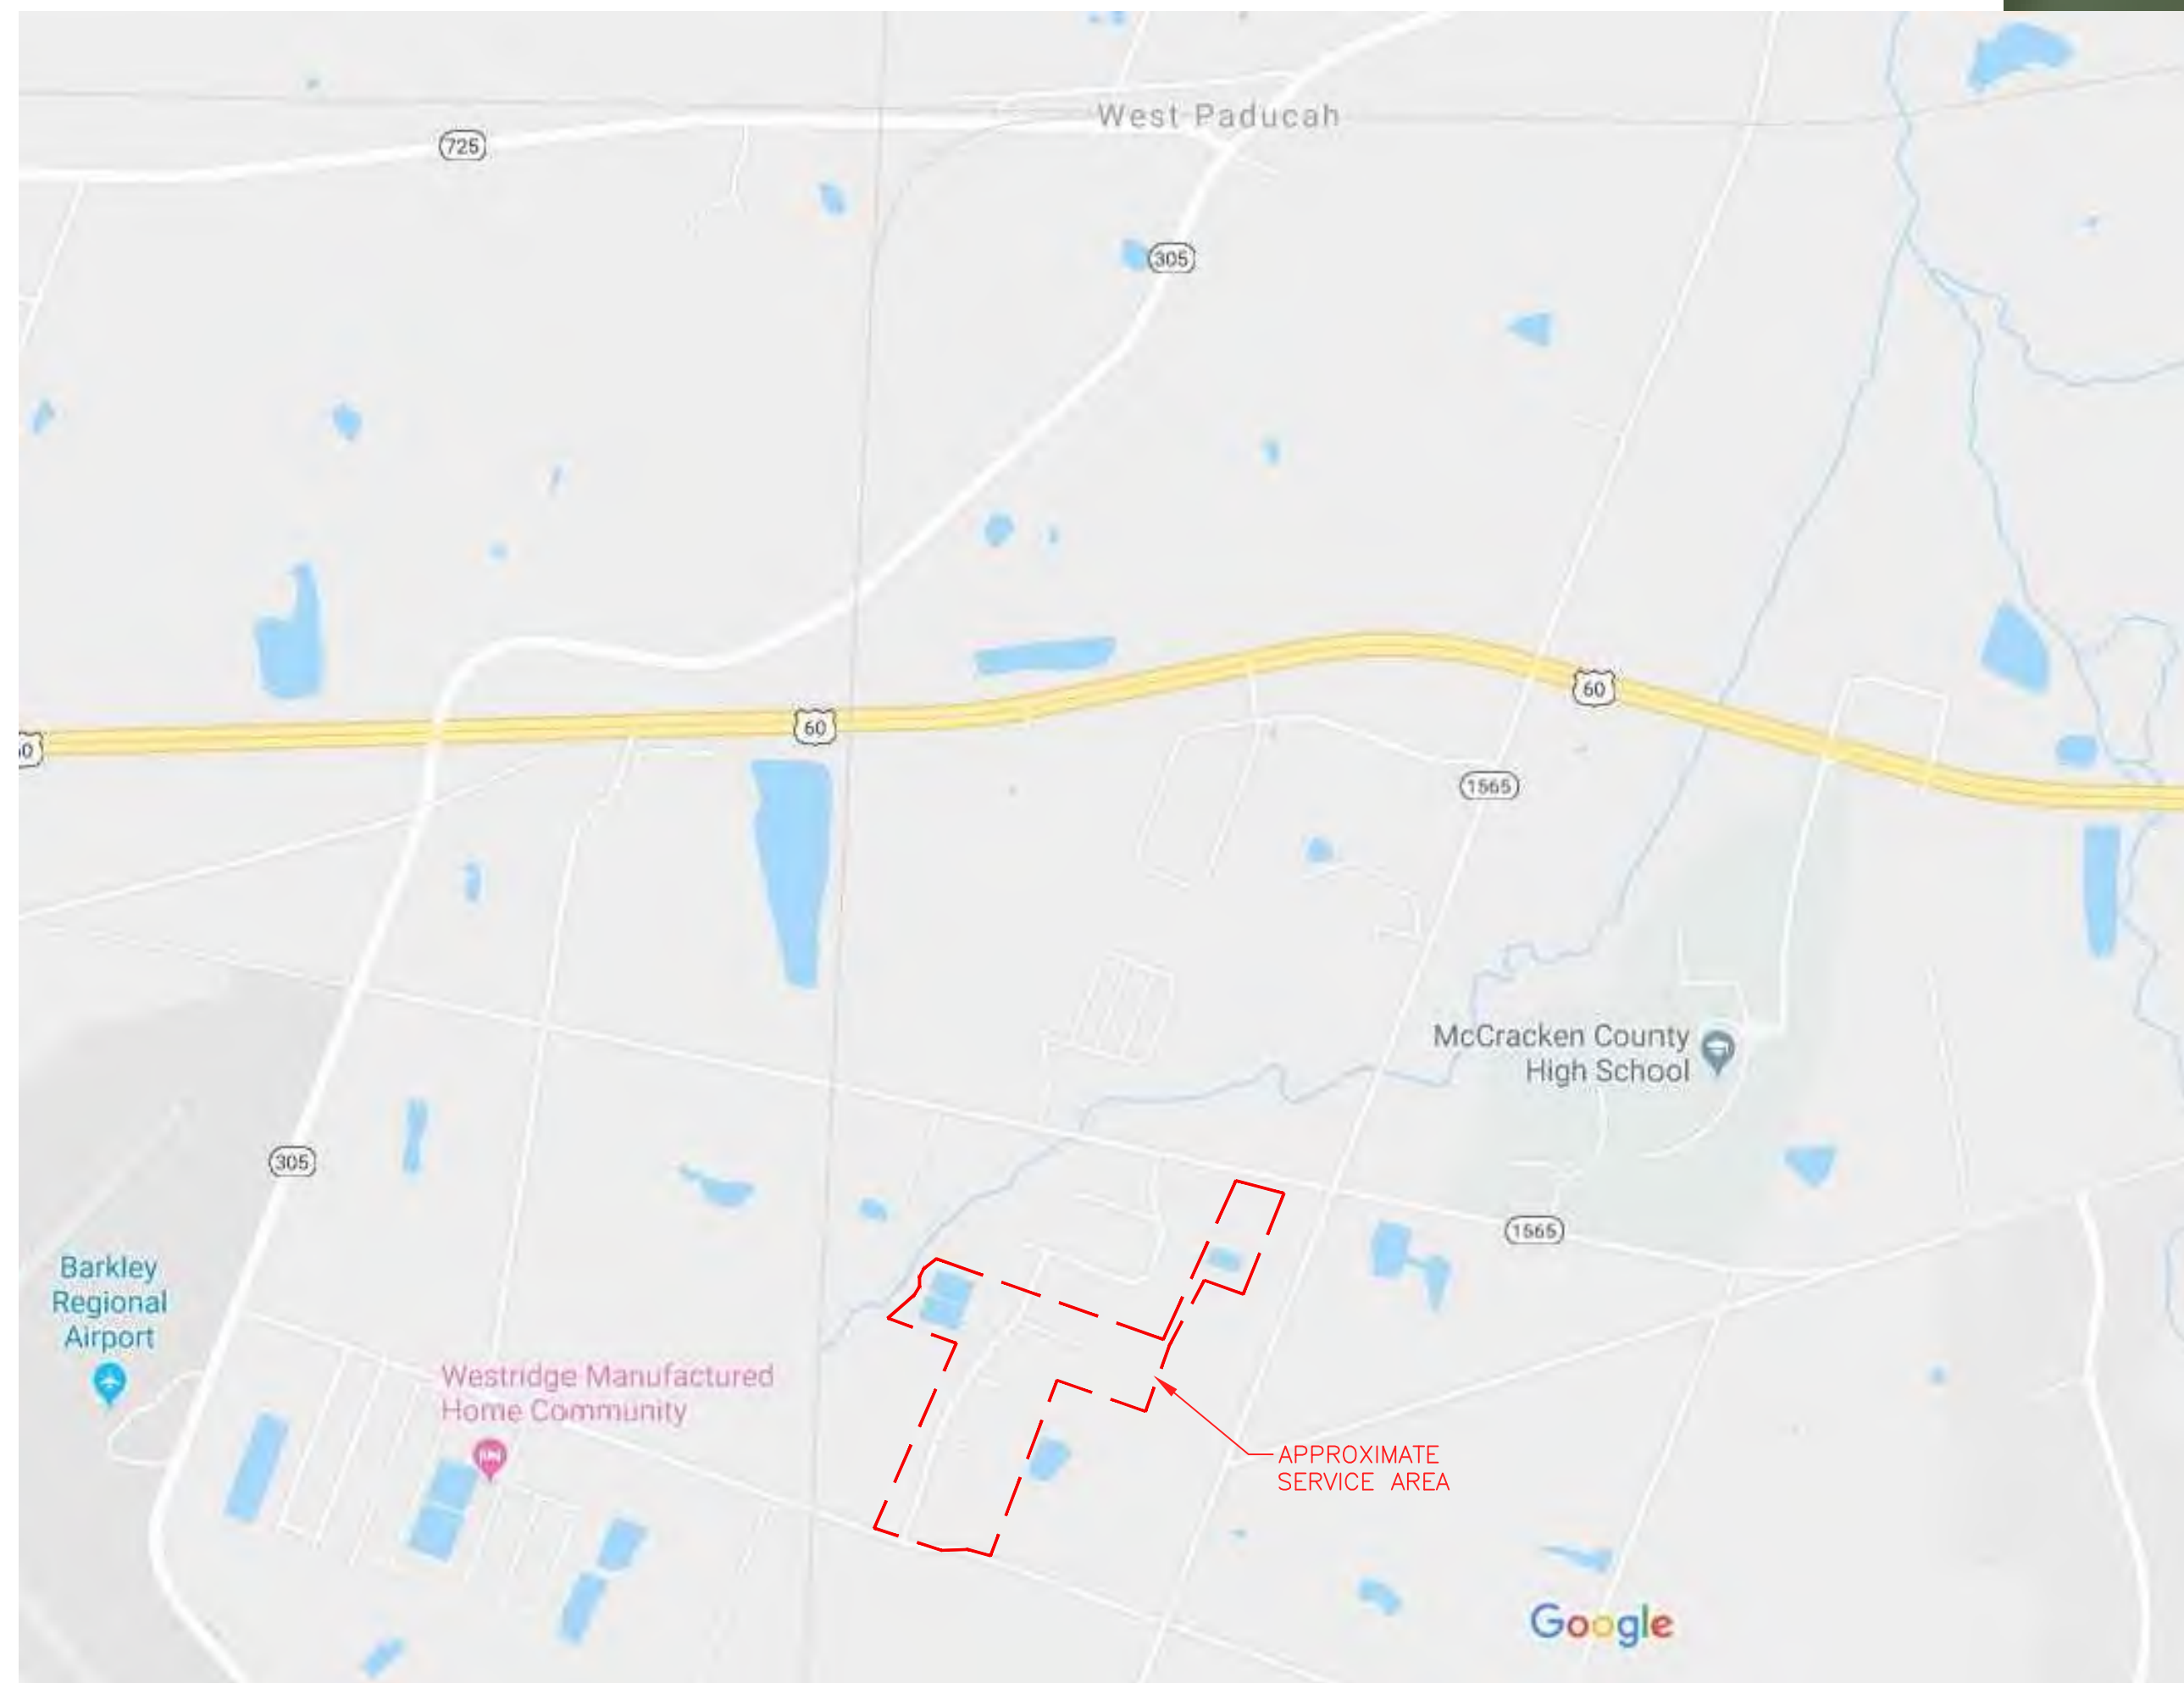 West Paducah
725
305
60
60
0
1565
McCracken County
High School
305
1565
Barkley
Regional
Airport
Westridge Manufactured
Home Community
APPROXIMATE
SERVICE AREA
Google